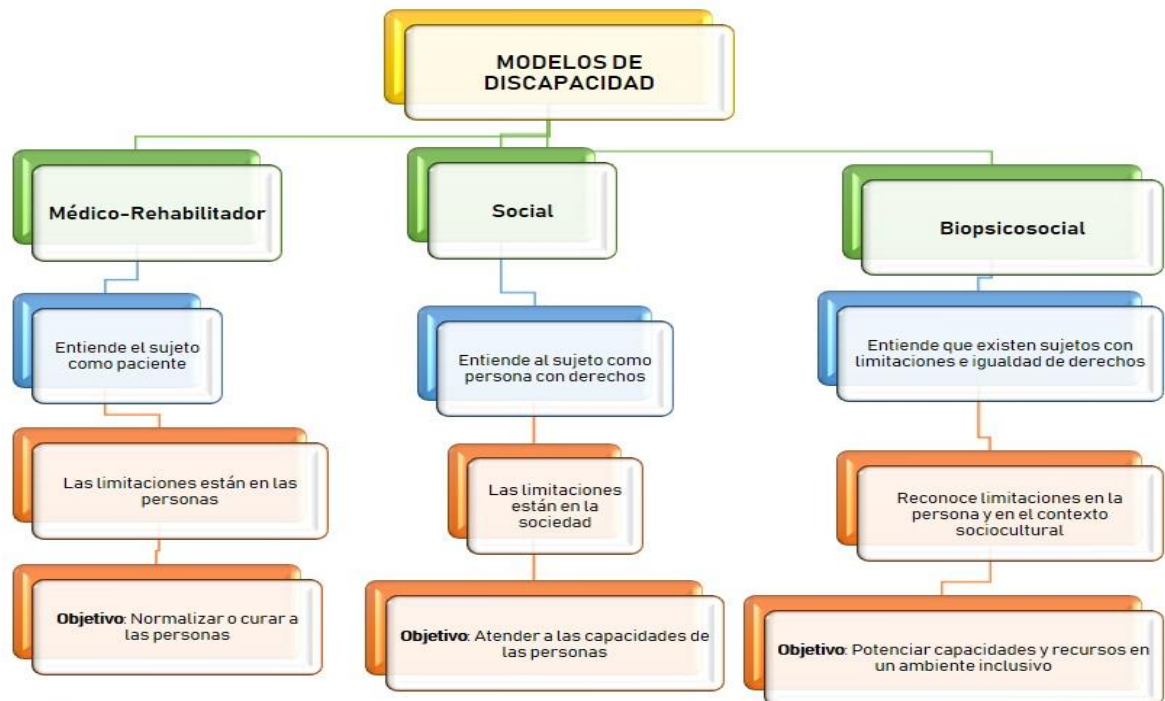 MODELOS DE
DISCAPACIDAD
Médico-Rehabilitador
Entiende el sujeto
como paciente
Las limitaciones están en las
personas
Objetivo: Normalizar o curar a
las personas
Social
Entiende al sujeto como
persona con derechos
Las limitaciones
están en la
sociedad
Objetivo: Atender a las capacidades de
las personas
Biopsicosocial
Entiende que existen sujetos con
limitaciones e igualdad de derechos
Reconoce limitaciones en la
persona y en el contexto
sociocultural
Objetivo: Potenciar capacidades y recursos en
un ambiente inclusivo